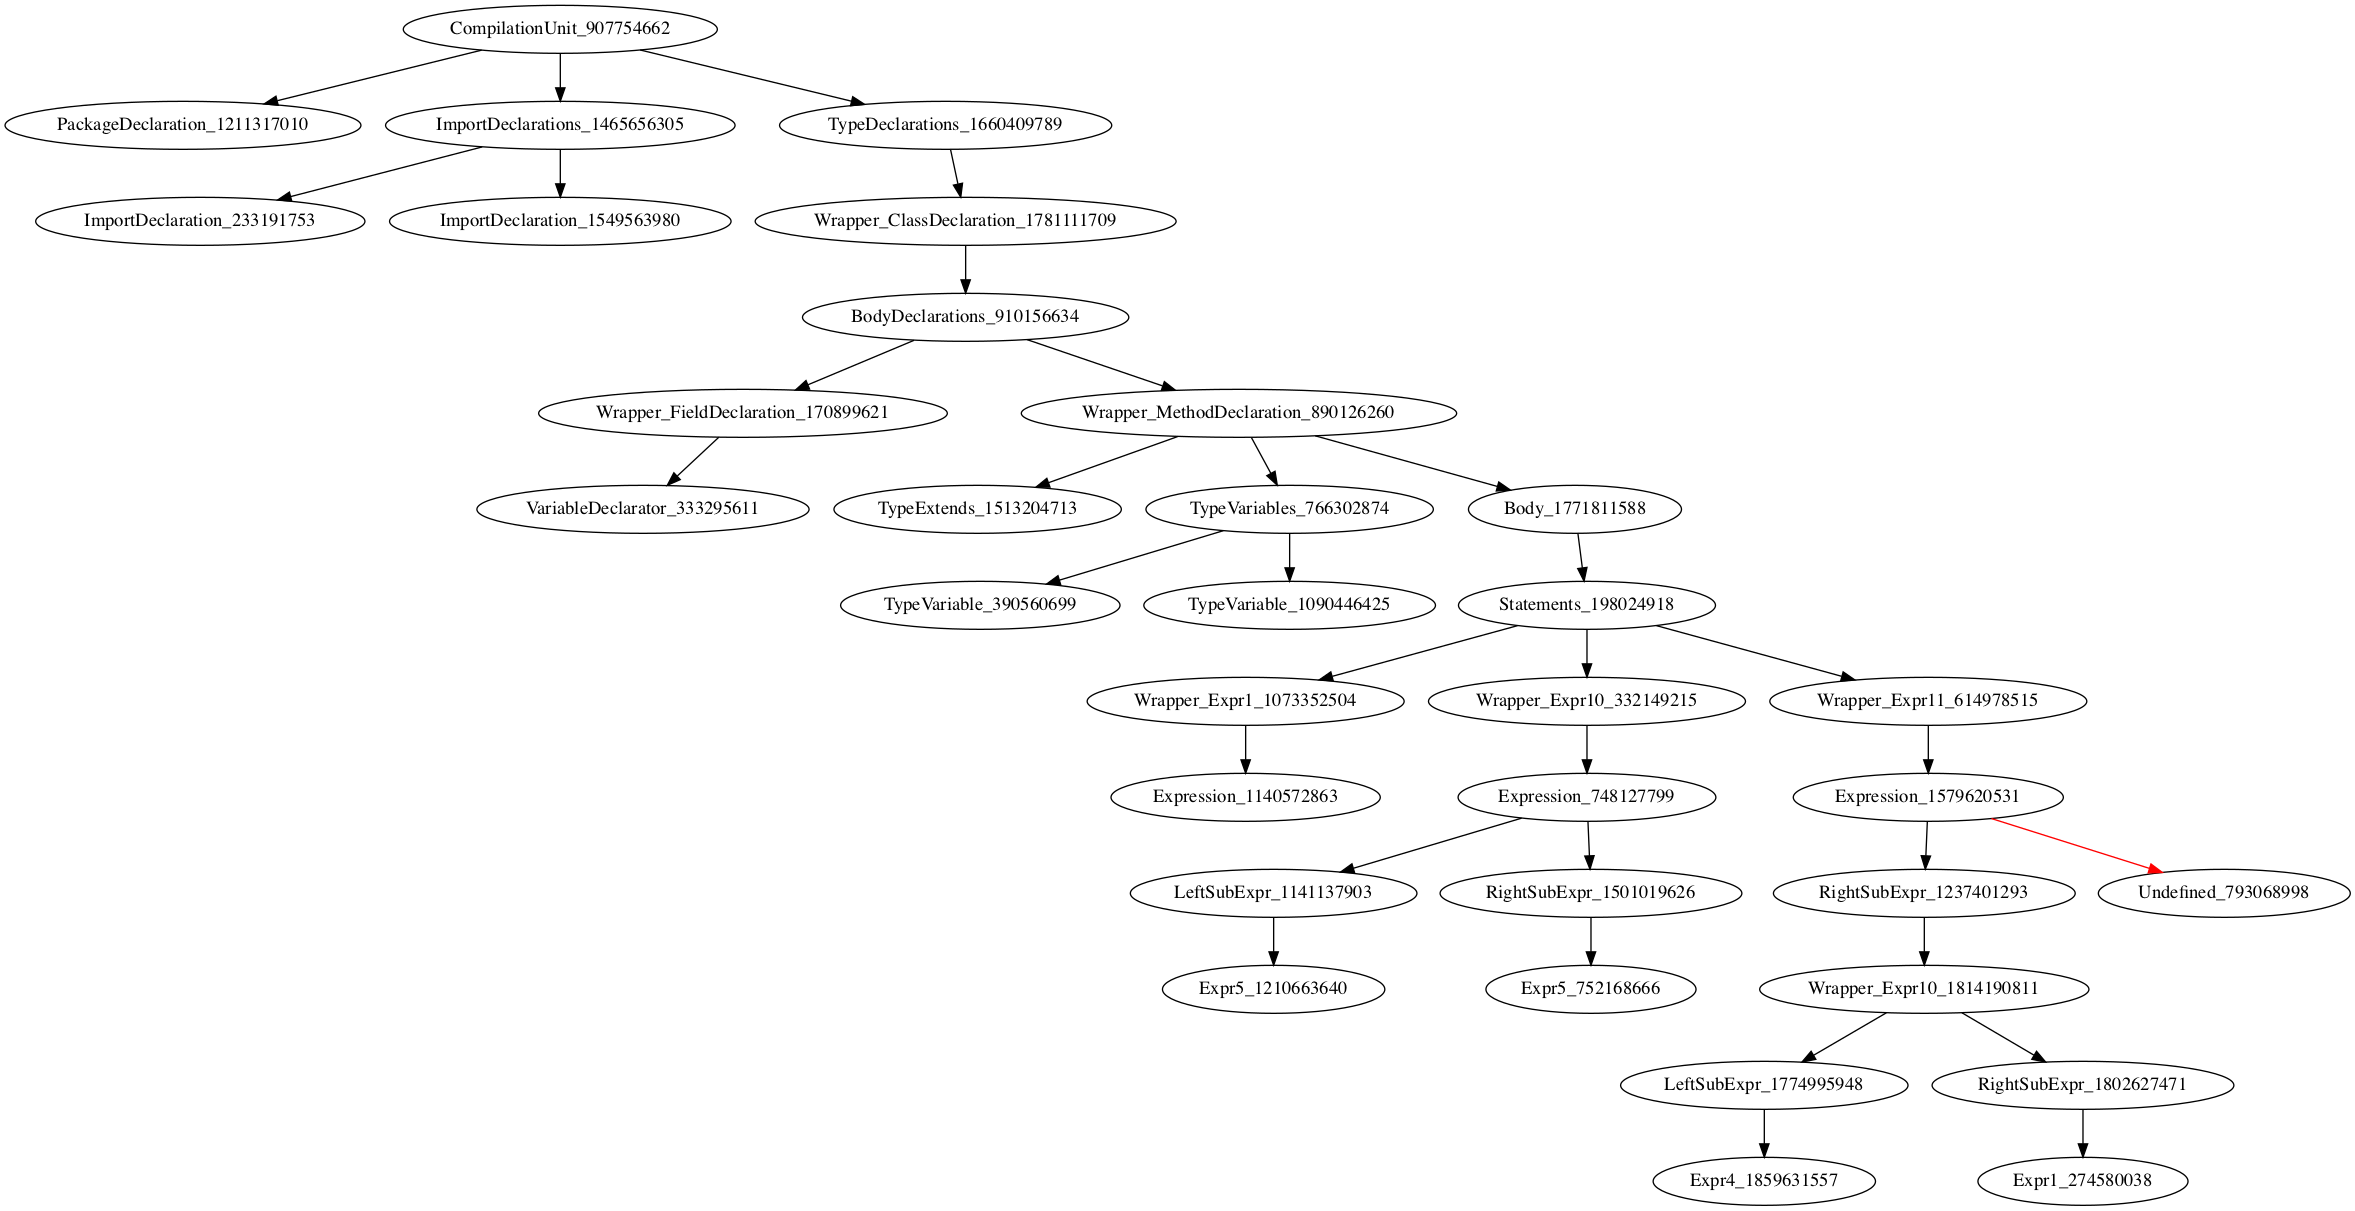 CompilationUnit_907754662
PackageDeclaration_1211317010
ImportDeclarations_1465656305
TypeDeclarations_1660409789
ImportDeclaration_233191753
ImportDeclaration_1549563980
Wrapper_ClassDeclaration_1781111709
BodyDeclarations_910156634
Wrapper_FieldDeclaration_170899621
Wrapper_MethodDeclaration_890126260
VariableDeclarator_333295611
TypeExtends_1513204713
TypeVariables_766302874
Body_1771811588
TypeVariable_390560699
TypeVariable_1090446425
Statements_198024918
Wrapper_Expr1_1073352504
Wrapper_Expr10_332149215
Wrapper_Expr11_614978515
Expression_1140572863
Expression_748127799
Expression_1579620531
LeftSubExpr_1141137903
RightSubExpr_1501019626
RightSubExpr_1237401293
Undefined_793068998
Expr5_1210663640
Expr5_752168666
Wrapper_Expr10_1814190811
LeftSubExpr_1774995948
RightSubExpr_1802627471
Expr4_1859631557
Expr1_274580038